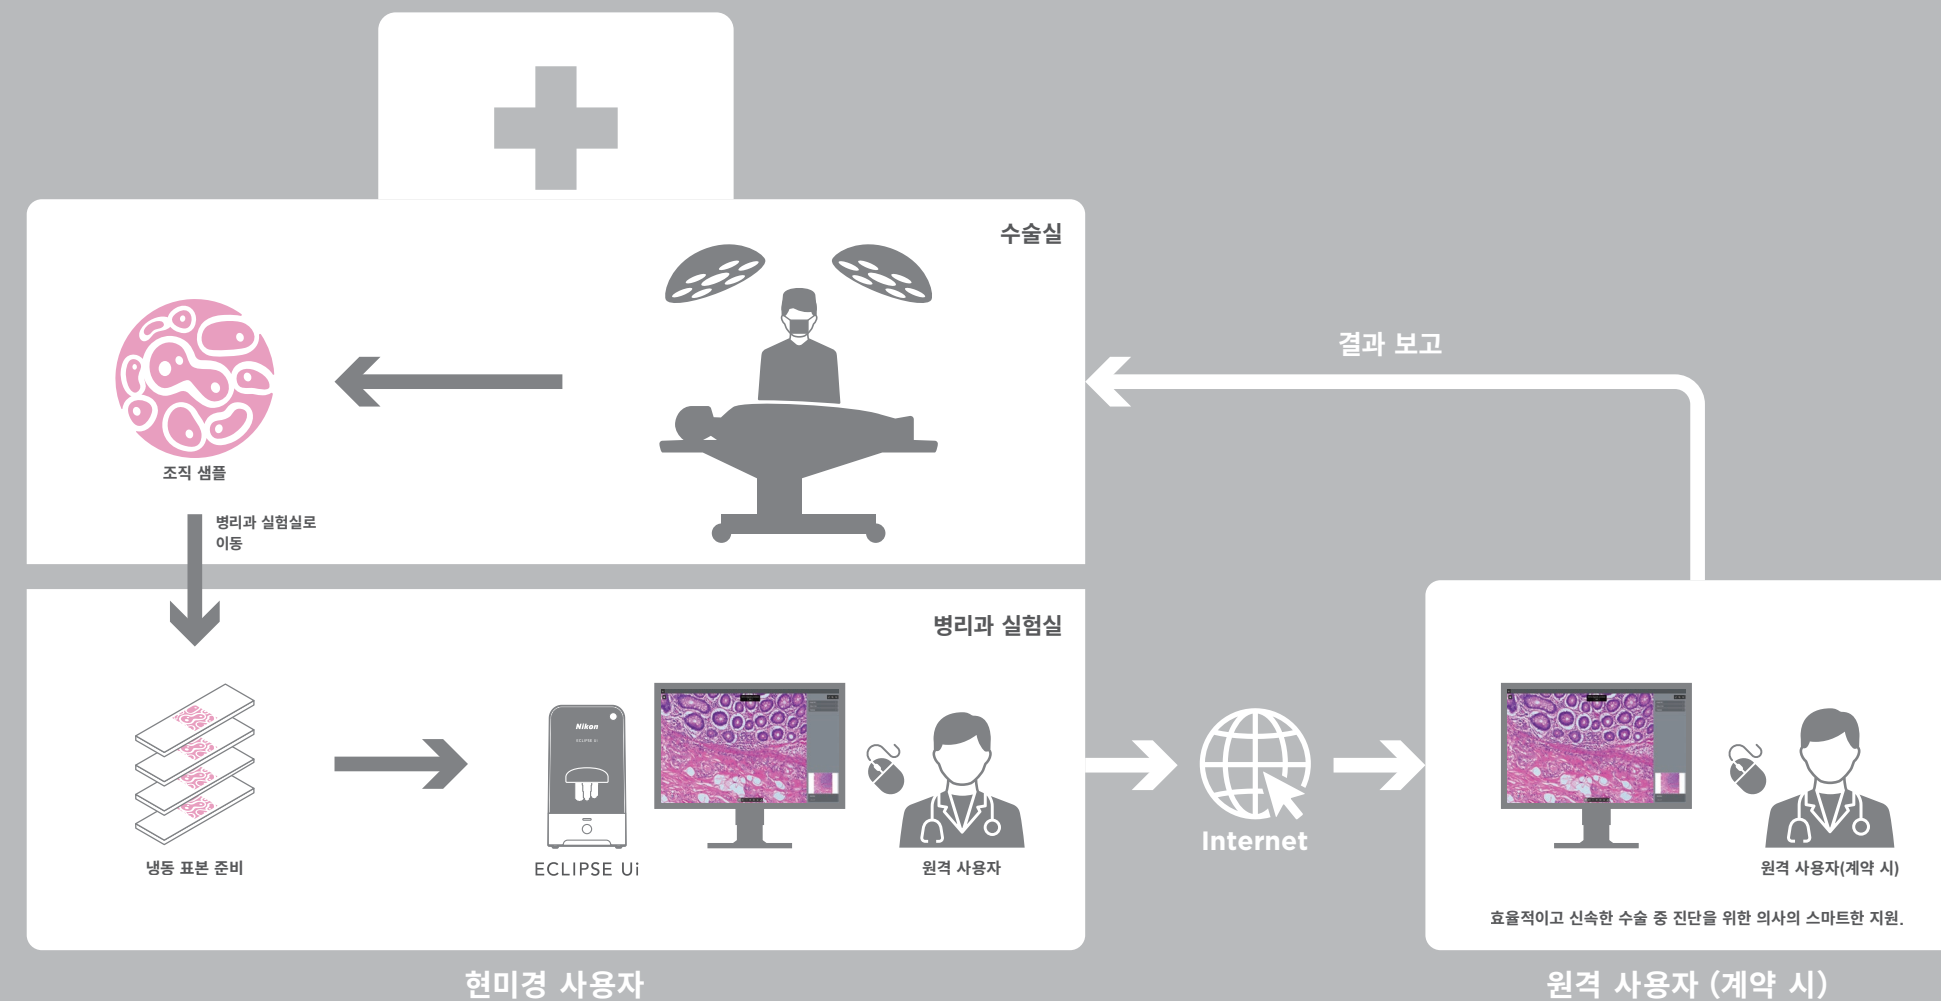 수술실
결과 보고
조직 샘플
병리과 실험실로
이동
병리과 실험실
Nikon
ECLIPSE Ui
냉동 표본 준비
ECLIPSE Ui
원격 사용자
Internet
원격 사용자(계약 시)
효율적이고 신속한 수술 중 진단을 위한 의사의 스마트한 지원.
현미경 사용자
원격 사용자 (계약 시)